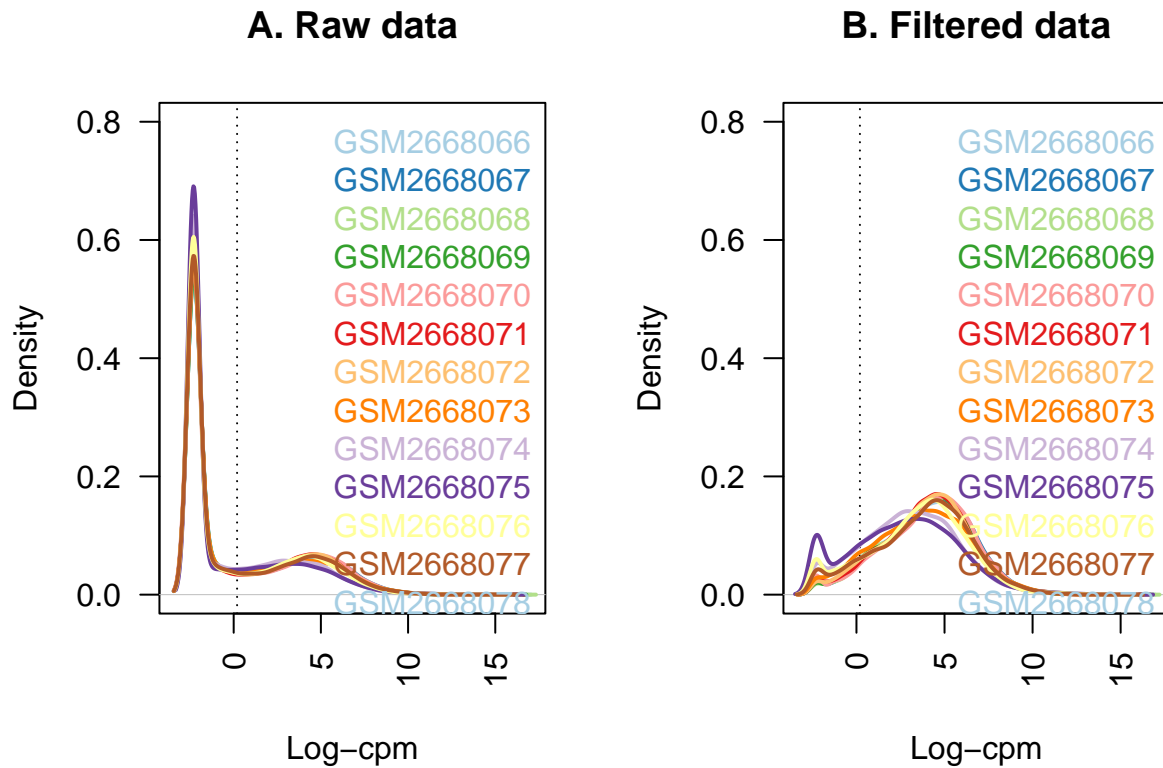 A. Raw data
0.8
0.6
0.4
0.2
0.0
Density
GSM2668066
GSM2668067
GSM2668068
GSM2668069
GSM2668070
GSM2668071
GSM2668072
GSM2668073
GSM2668074
GSM2668075
GSM2668076
GSM2668077
GSM2668078
0
5
10
15
Log−cpm
B. Filtered data
0.8
0.6
0.4
0.2
0.0
Density
GSM2668066
GSM2668067
GSM2668068
GSM2668069
GSM2668070
GSM2668071
GSM2668072
GSM2668073
GSM2668074
GSM2668075
GSM2668076
GSM2668077
GSM2668078
0
5
10
15
Log−cpm